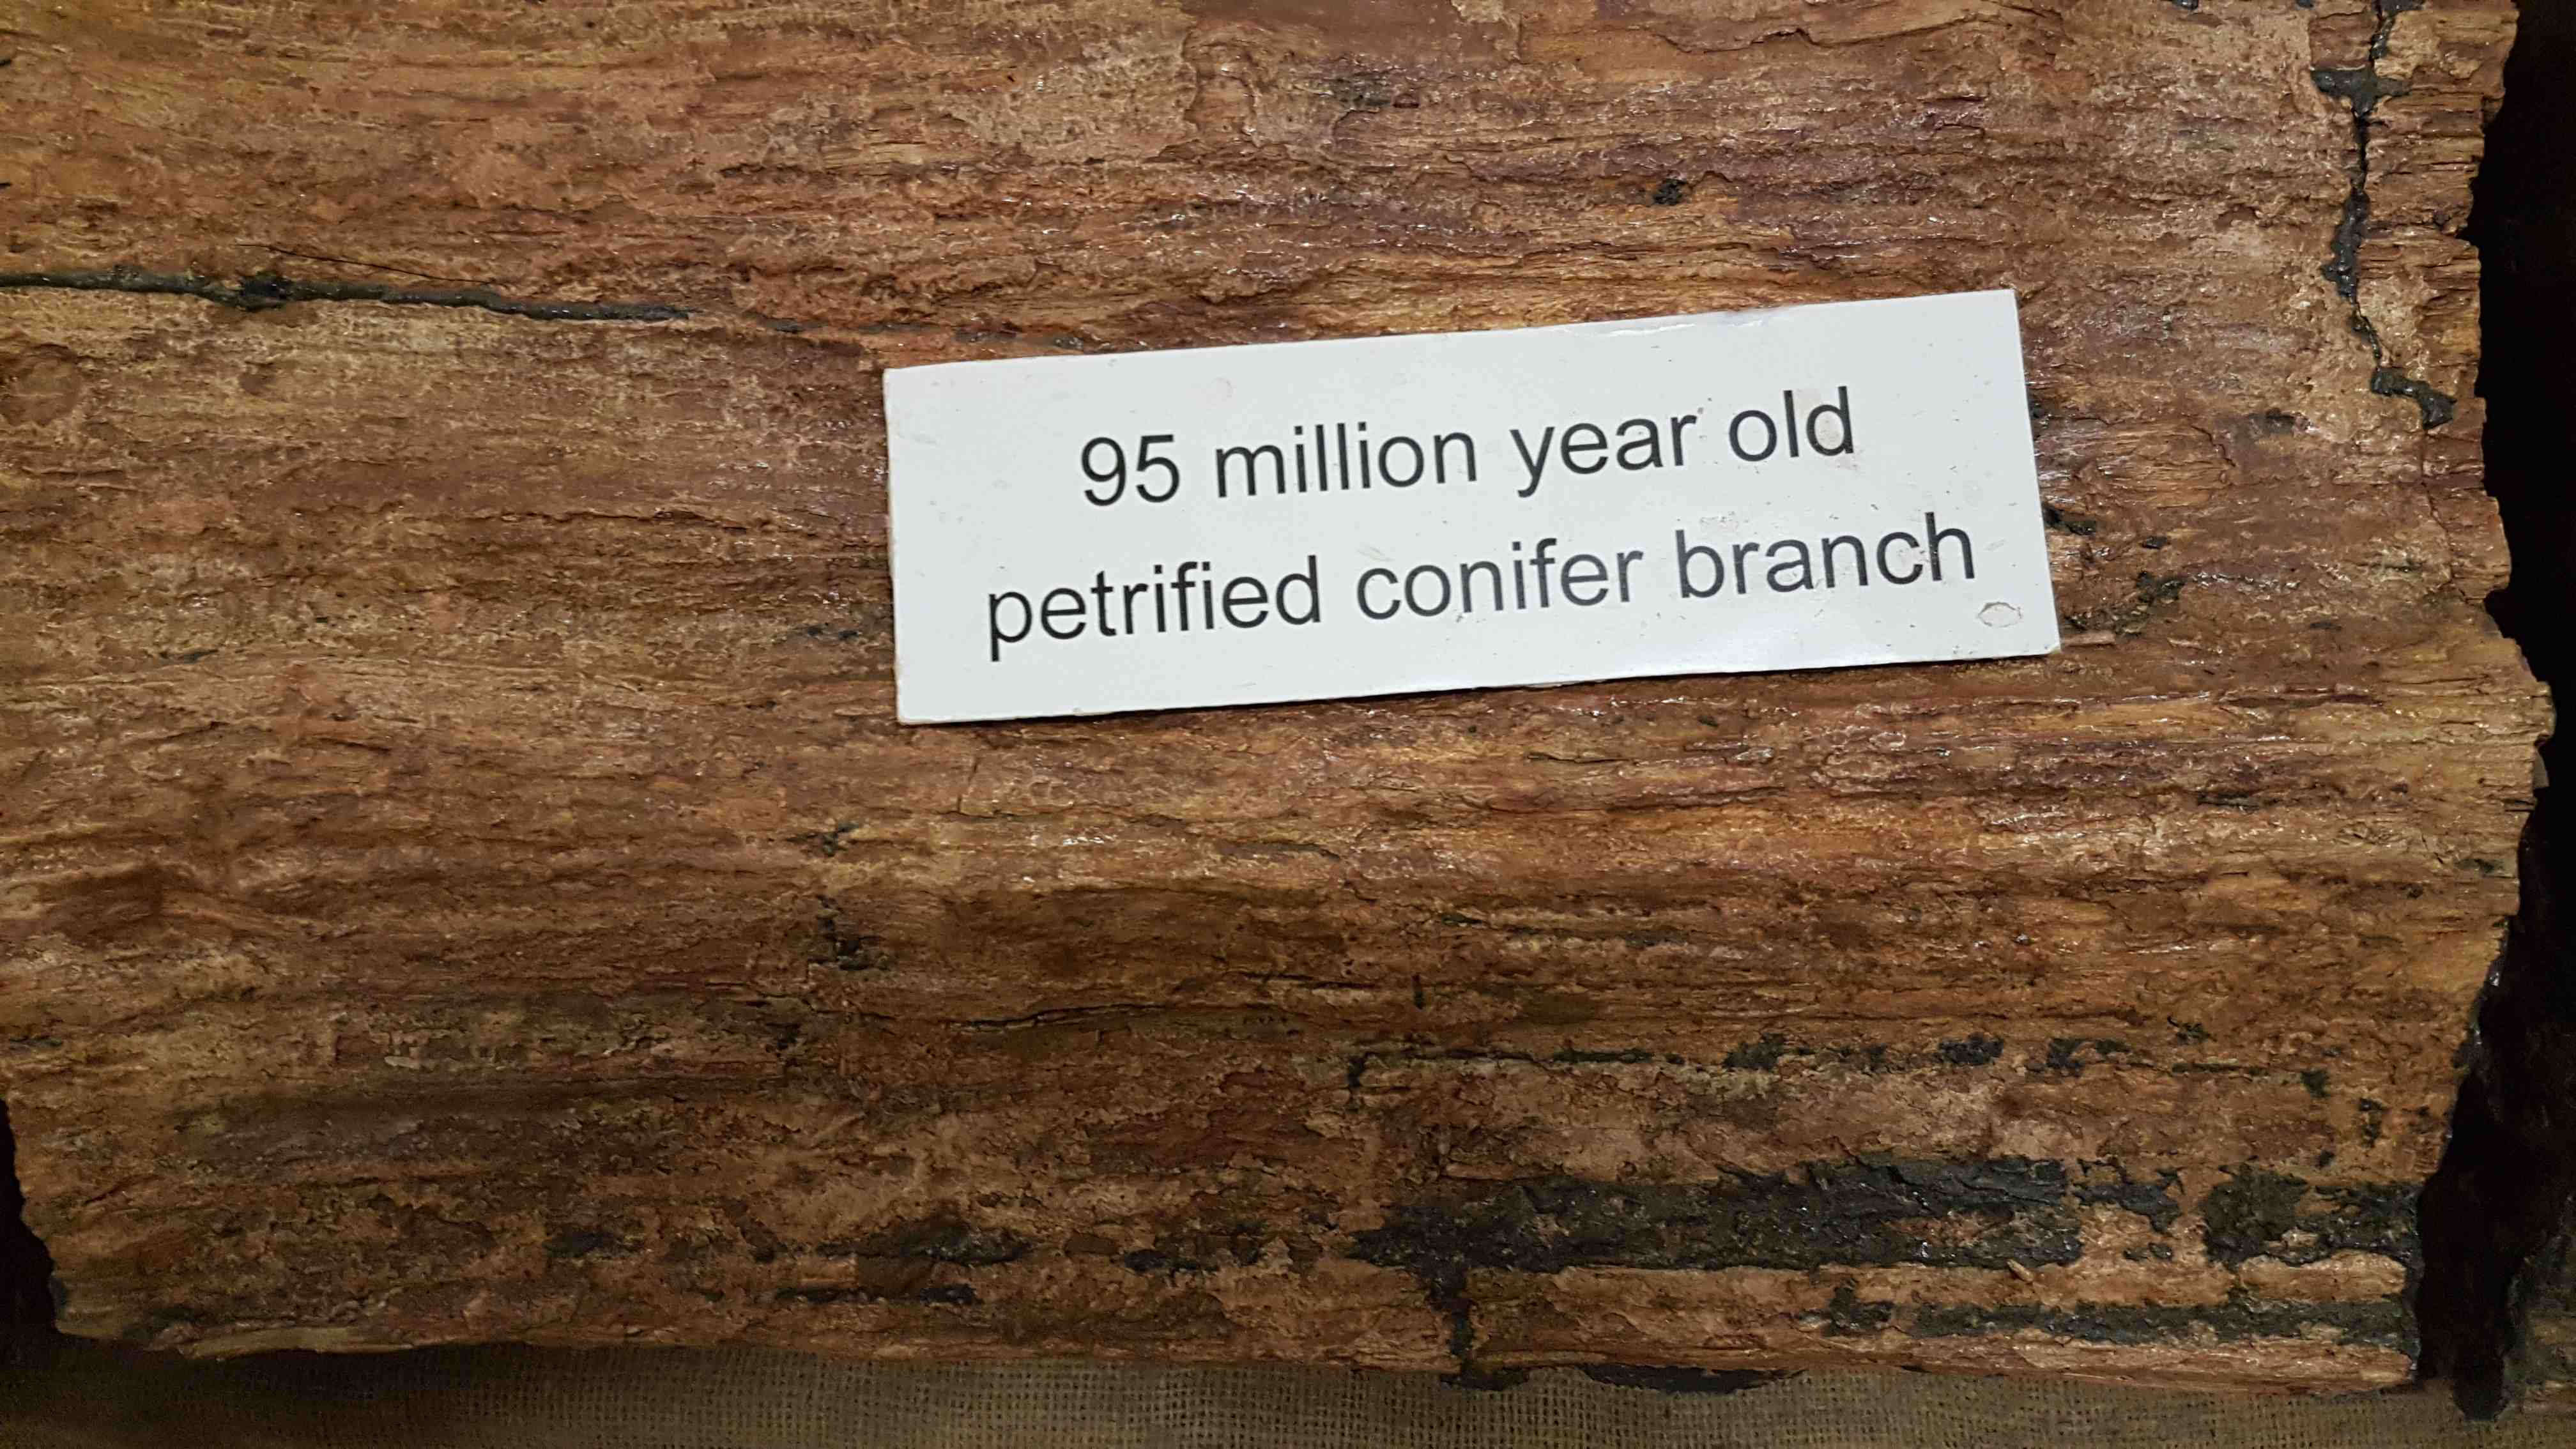 95 million year old
petrified conifer branch